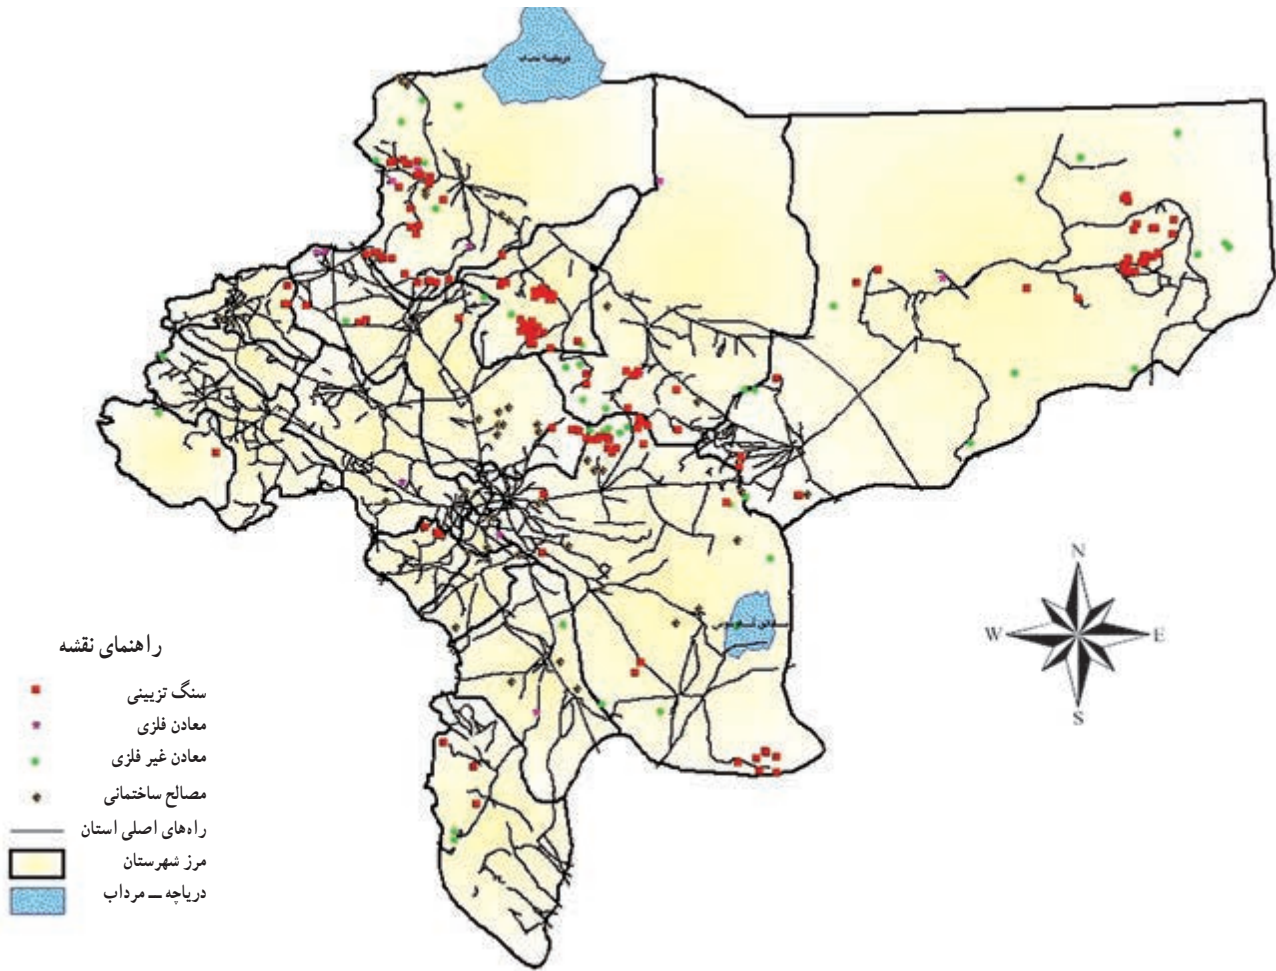 N
W
E
S
راهنمای نقشه
سنگ تزیینی
معادن فلزی
معادن غیر فلزی
مصالح ساختمانی
راه‌های اصلی استان
مرز شهرستان
دریاچه ــ مرداب